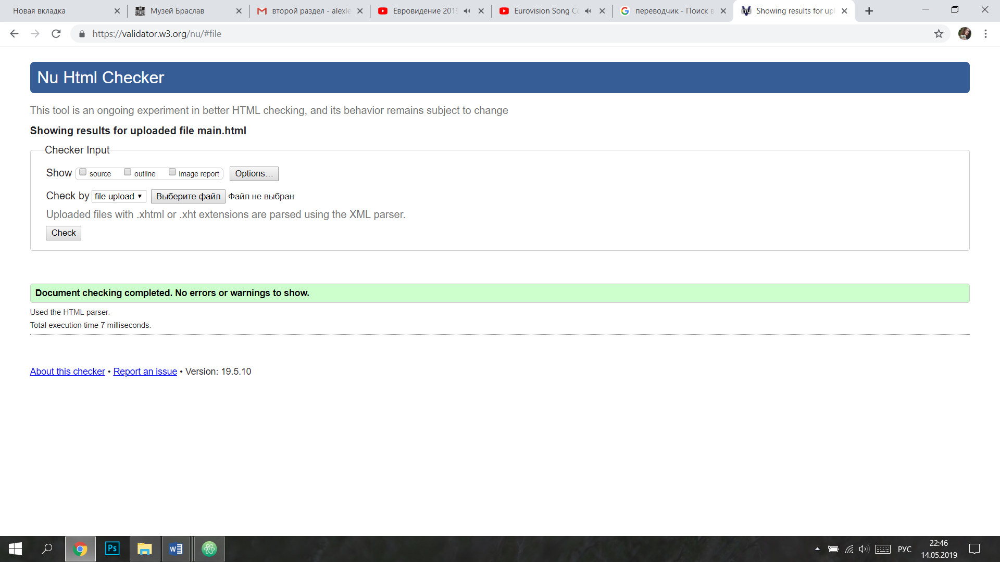 Новая вкладка
Музей Браслав
второй раздел - alexle
Евровидение 2019
Eurovision Song Co
переводчик - Поиск в
Showing results for upl
https://validator.w3.org/nu/#file
Nu Html Checker
This tool is an ongoing experiment in better HTML checking, and its behavior remains subject to change
Showing results for uploaded file main.html
Checker Input
Show source outline image report Options…
Check by file upload Выберите файл Файл не выбран
Uploaded files with .xhtml or .xht extensions are parsed using the XML parser.
Check
Document checking completed. No errors or warnings to show.
Used the HTML parser.
Total execution time 7 milliseconds.
About this checker • Report an issue • Version: 19.5.10
Ps
РУС
22:46
14.05.2019